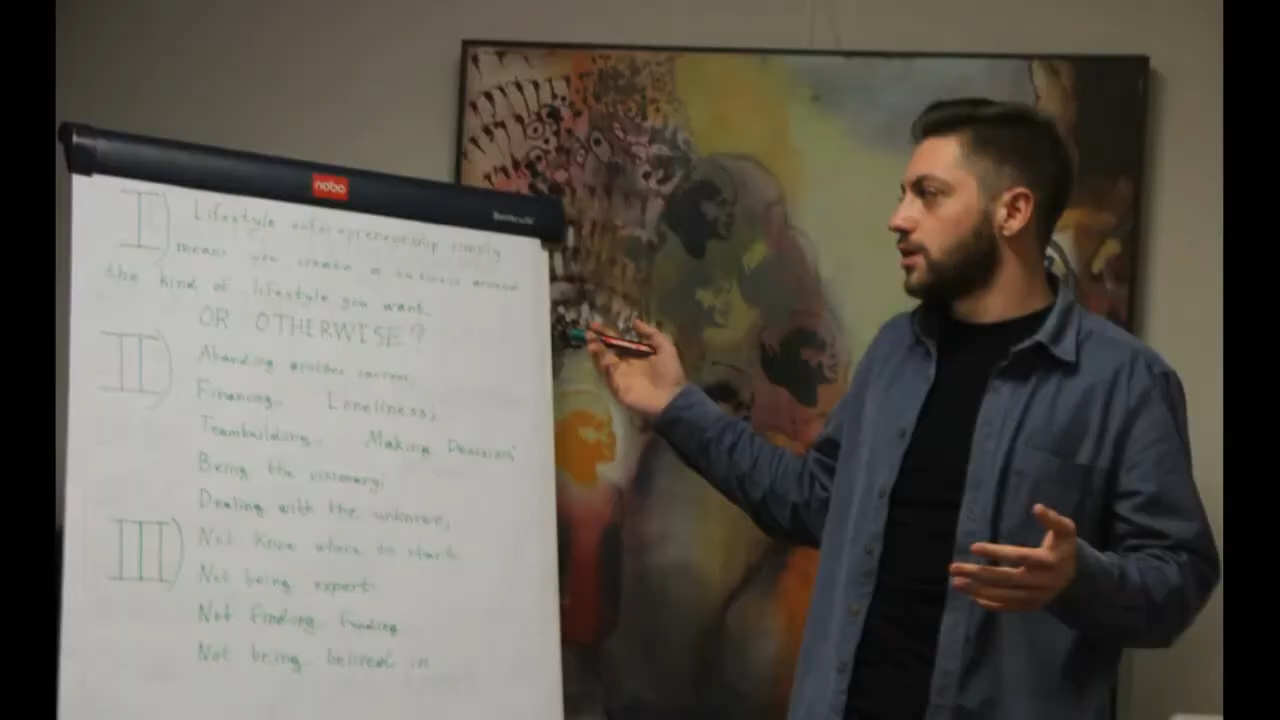 nobo
I) Lifestyle entrepreneurship simply
means you create a business around
the kind of lifestyle you want.
OR OTHERWISE?
II) Abanding another career;
Financing. Loneliness;
Teambuilding. Making Decisions
Being the visionary;
Dealing with the unknown;
III) Not know where to start
Not being expert
Not finding funding
Not being belived in